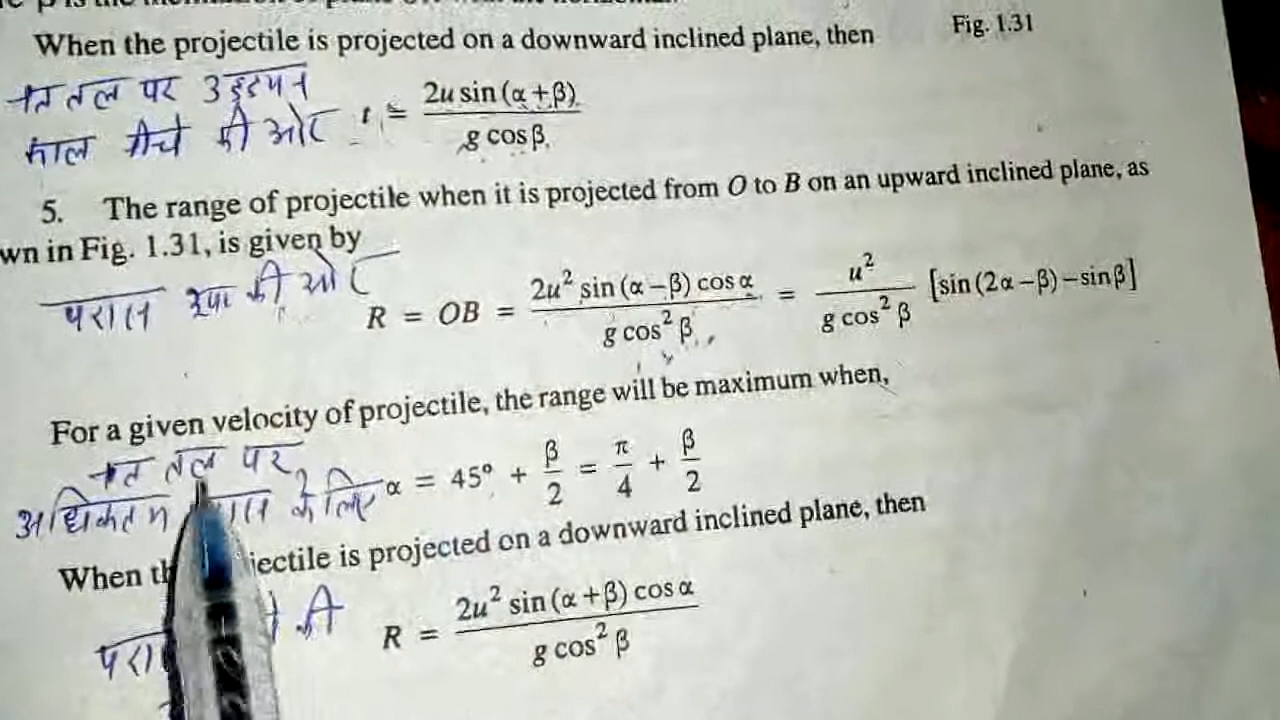 When the projectile is projected on a downward inclined plane, then
Fig. 1.31
नत तल पर उड्डयन
काल नीचे की ओर
t = 2u sin (α + β) / g cos β
5. The range of projectile when it is projected from O to B on an upward inclined plane, as
wn in Fig. 1.31, is given by
परास ऊपर की ओर
R = OB = 2u² sin (α – β) cos α / g cos² β = u² / g cos² β [sin (2α – β) – sin β]
For a given velocity of projectile, the range will be maximum when,
नत तल पर
अधिकतम के लिए
α = 45° + β/2 = π/4 + β/2
When th jectile is projected on a downward inclined plane, then
की
R = 2u² sin (α + β) cos α / g cos² β